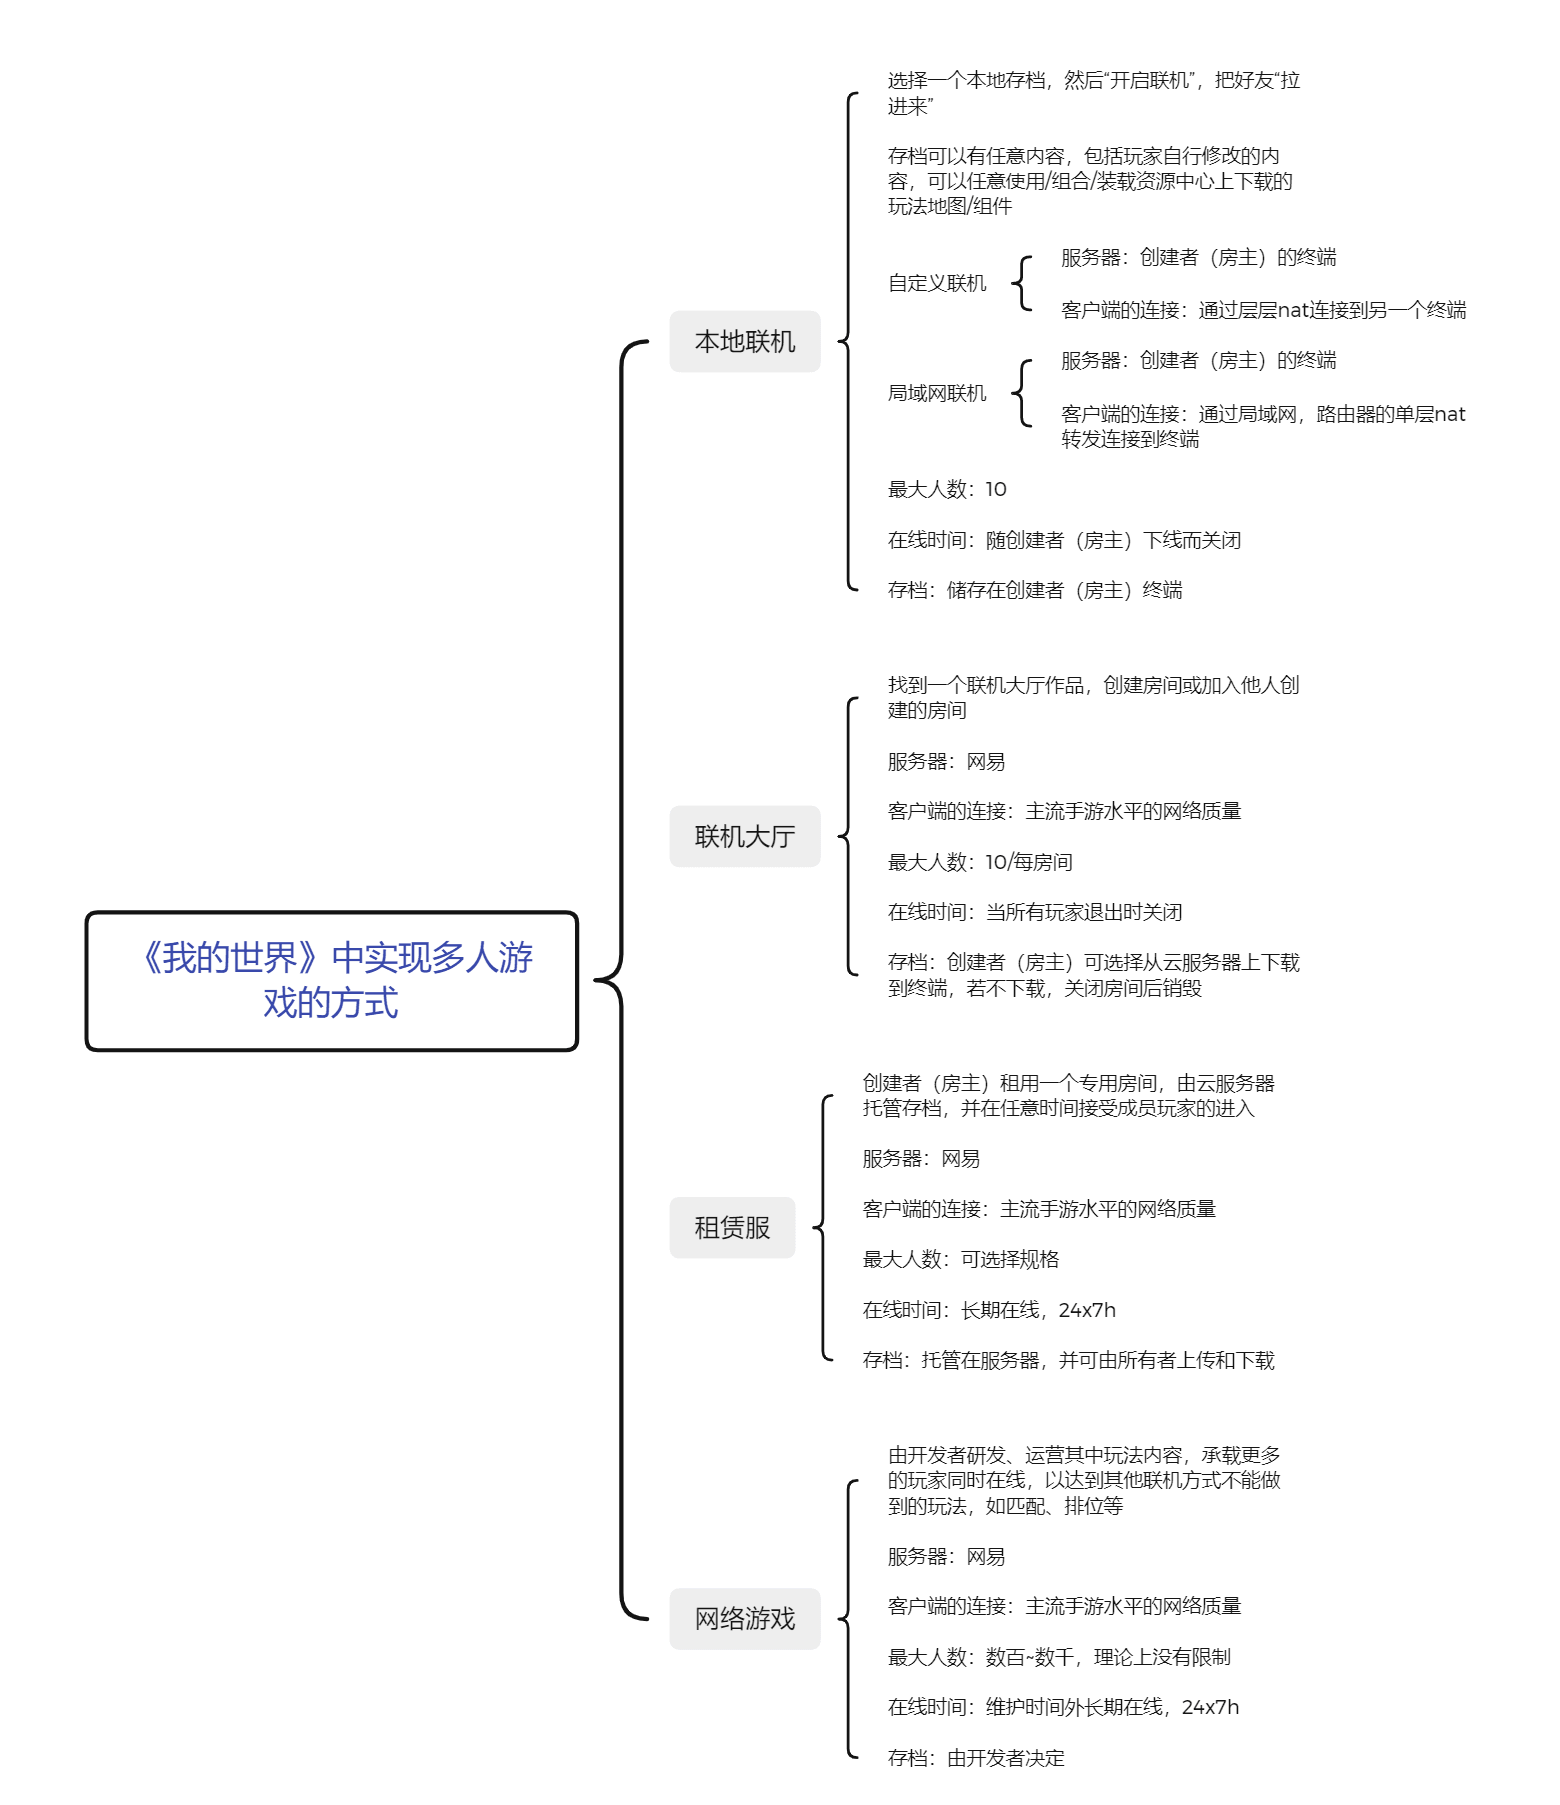 《我的世界》中实现多人游
戏的方式
本地联机
选择一个本地存档，然后“开启联机”，把好友“拉
进来”
存档可以有任意内容，包括玩家自行修改的内
容，可以任意使用/组合/装载资源中心上下载的
玩法地图/组件
自定义联机
服务器：创建者（房主）的终端
客户端的连接：通过层层nat连接到另一个终端
局域网联机
服务器：创建者（房主）的终端
客户端的连接：通过局域网，路由器的单层nat
转发连接到终端
最大人数：10
在线时间：随创建者（房主）下线而关闭
存档：储存在创建者（房主）终端
联机大厅
找到一个联机大厅作品，创建房间或加入他人创
建的房间
服务器：网易
客户端的连接：主流手游水平的网络质量
最大人数：10/每房间
在线时间：当所有玩家退出时关闭
存档：创建者（房主）可选择从云服务器上下载
到终端，若不下载，关闭房间后销毁
租赁服
创建者（房主）租用一个专用房间，由云服务器
托管存档，并在任意时间接受成员玩家的进入
服务器：网易
客户端的连接：主流手游水平的网络质量
最大人数：可选择规格
在线时间：长期在线，24x7h
存档：托管在服务器，并可由所有者上传和下载
网络游戏
由开发者研发、运营其中玩法内容，承载更多
的玩家同时在线，以达到其他联机方式不能做
到的玩法，如匹配、排位等
服务器：网易
客户端的连接：主流手游水平的网络质量
最大人数：数百~数千，理论上没有限制
在线时间：维护时间外长期在线，24x7h
存档：由开发者决定